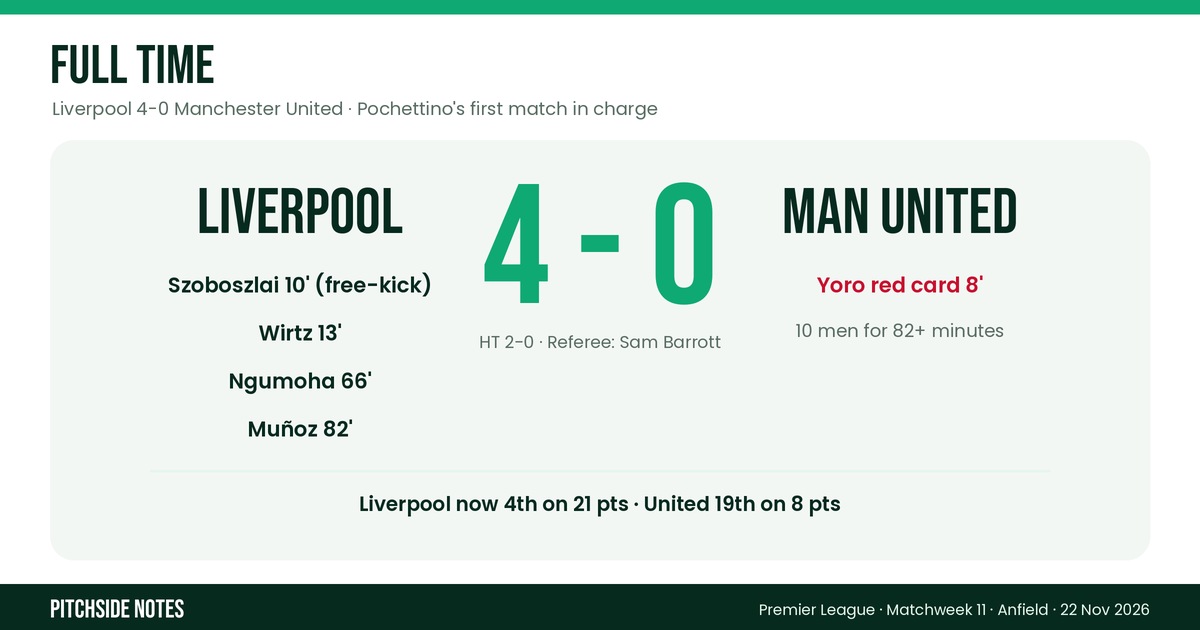 FULL TIME
Liverpool 4-0 Manchester United · Pochettino's first match in charge
LIVERPOOL
Szoboszlai 10' (free-kick)
Wirtz 13'
Ngumoha 66'
Muñoz 82'
4 - 0
HT 2-0 · Referee: Sam Barrott
MAN UNITED
Yoro red card 8'
10 men for 82+ minutes
Liverpool now 4th on 21 pts · United 19th on 8 pts
PITCHSIDE NOTES
Premier League · Matchweek 11 · Anfield · 22 Nov 2026